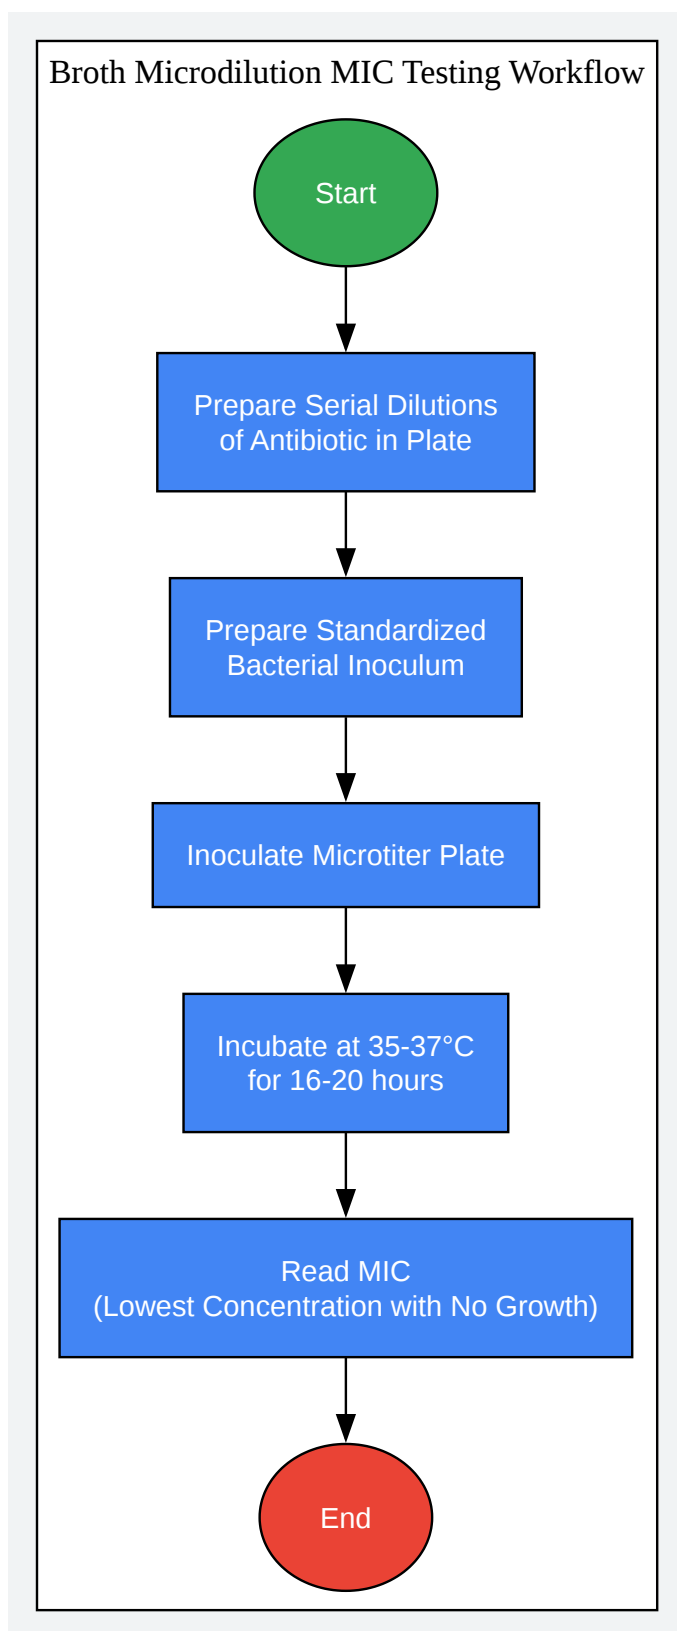 Broth Microdilution MIC Testing Workflow
Start
Prepare Serial Dilutions
of Antibiotic in Plate
Prepare Standardized
Bacterial Inoculum
Inoculate Microtiter Plate
Incubate at 35-37°C
for 16-20 hours
Read MIC
(Lowest Concentration with No Growth)
End